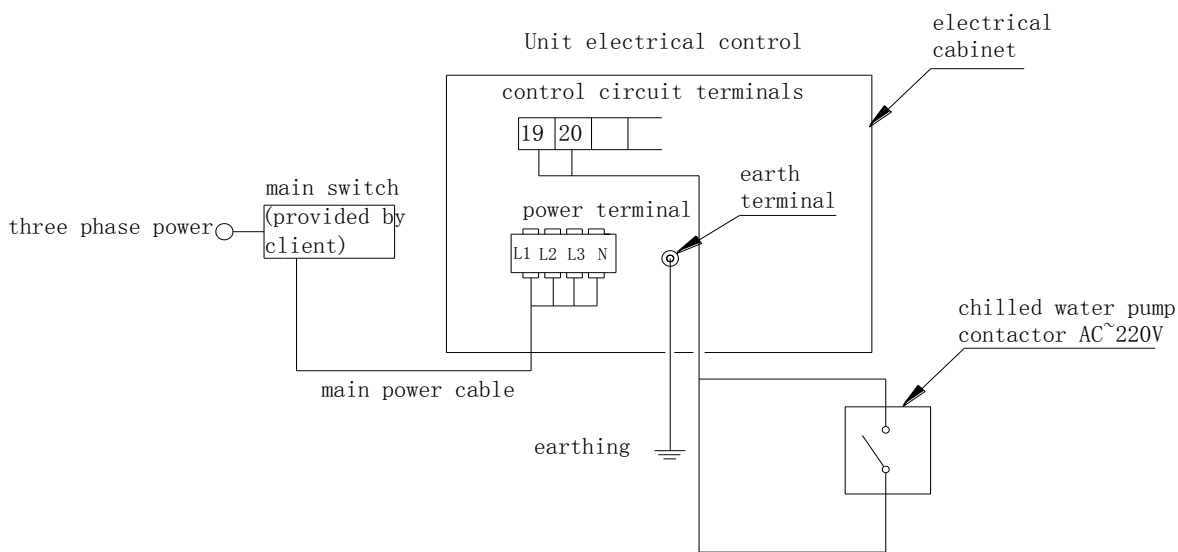 electrical
cabinet
Unit electrical control
control circuit terminals
19 20
earth
terminal
main switch
(provided by
client)
three phase power
power terminal
L1 L2 L3 N
chilled water pump
contactor AC~220V
main power cable
earthing